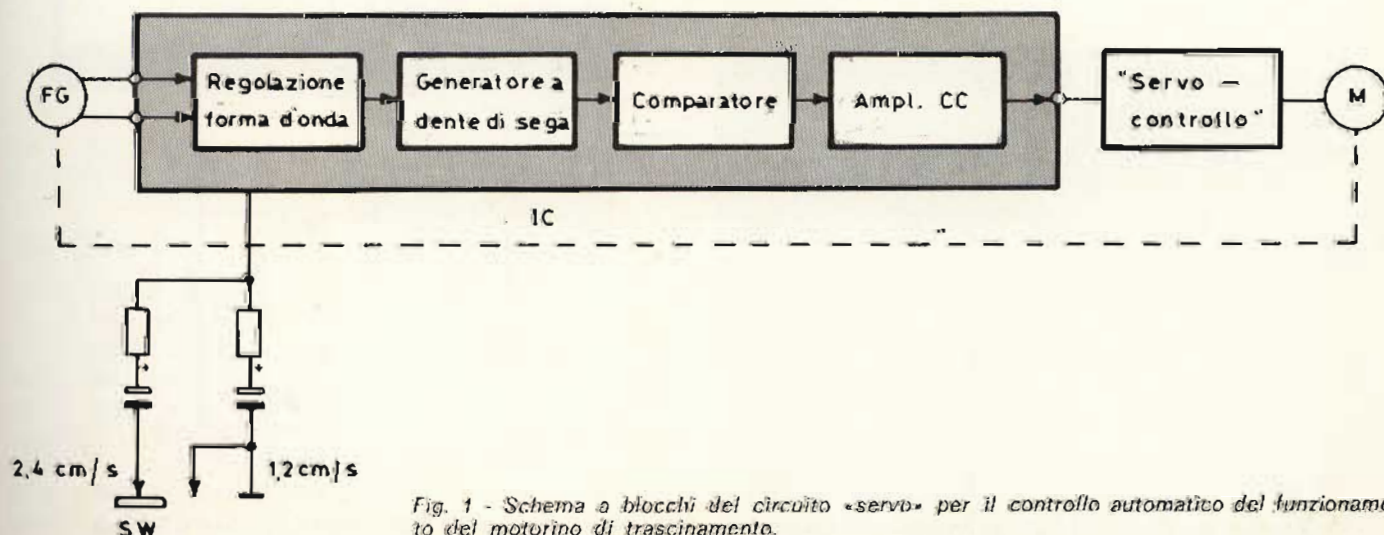 FG
Regolazione
forma d'onda
Generatore a
dente di sega
Comparatore
Ampl. CC
"Servo —
controllo"
M
IC
+
+
2,4 cm/s
1,2 cm/s
SW
Fig. 1 - Schema a blocchi del circuito «servo» per il controllo automatico del funzionamen-
to del motorino di trascinamento.